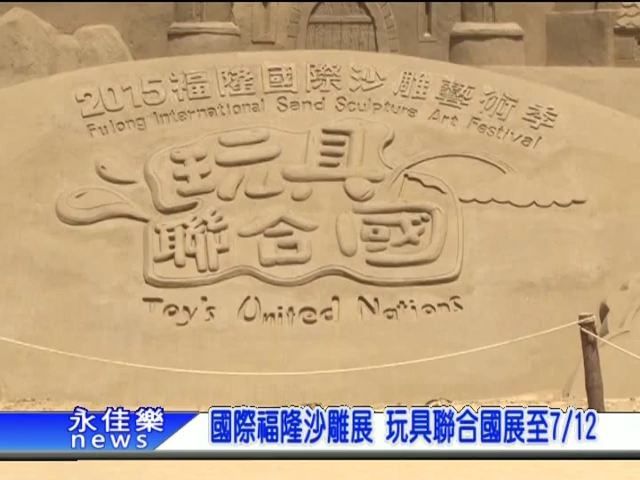 2015福隆國際沙雕藝術季
Fulong International Sand Sculpture Art Festival
玩具
聯合國
Toy's United Nations
永佳樂
news
國際福隆沙雕展 玩具聯合國展至7/12